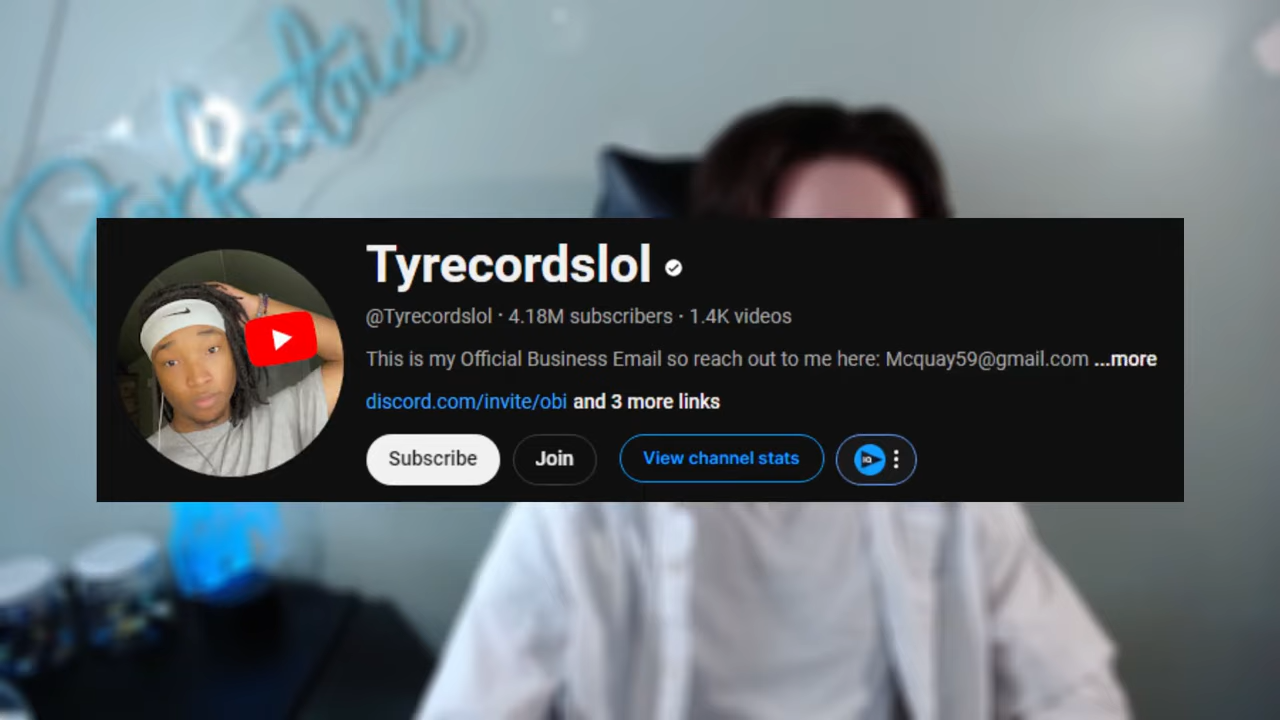 Tyrecordslol
@Tyrecordslol · 4.18M subscribers · 1.4K videos
This is my Official Business Email so reach out to me here: Mcquay59@gmail.com ...more
discord.com/invite/obi and 3 more links
Subscribe Join View channel stats IQ